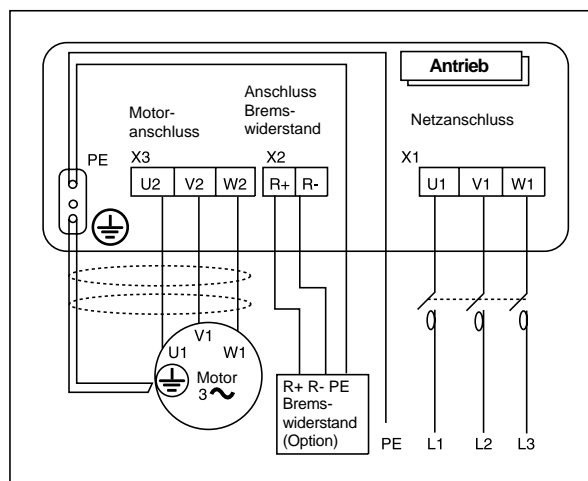 Antrieb
Anschluss
Brems-
widerstand
Motor-
anschluss
Netzanschluss
PE
X3
X2
X1
U2 V2 W2
R+ R-
U1 V1 W1
V1
U1 W1
Motor
3
R+ R- PE
Brems-
widerstand
(Option)
PE L1 L2 L3